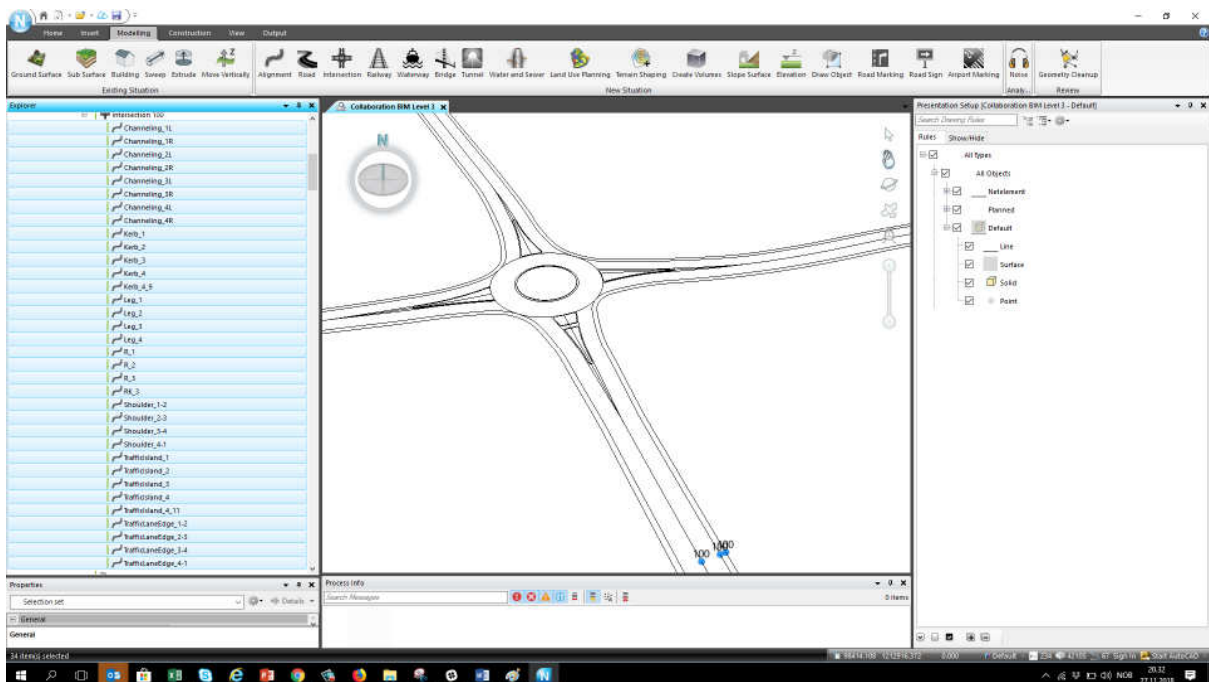 Home Insert Modelling Construction View Output
Ground Surface Sub Surface Building Sweep Extrude Move Vertically Alignment Road Intersection Railway Waterway Bridge Tunnel Water and Sewer Land Use Planning Terrain Shaping Create Volumes Slope Surface Elevation Draw Object Road Marking Road Sign Airport Marking Noise Geometry Cleanup
Existing Situation New Situation Analy... Review
Explorer
Intersection 100
Channeling_1L
Channeling_1R
Channeling_2L
Channeling_2R
Channeling_3L
Channeling_3R
Channeling_4L
Channeling_4R
Kerb_1
Kerb_2
Kerb_3
Kerb_4
Leg_1
Leg_2
Leg_3
Leg_4
R_1
R_2
R_3
RK_3
Shoulder_1-2
Shoulder_2-3
Shoulder_3-4
Shoulder_4-1
TrafficIsland_1
TrafficIsland_2
TrafficIsland_3
TrafficIsland_4
TrafficIsland_4_11
TrafficLaneEdge_1-2
TrafficLaneEdge_2-3
TrafficLaneEdge_3-4
TrafficLaneEdge_4-1
Collaboration BIM Level 3
N
100
Presentation Setup [Collaboration BIM Level 3 - Default]
Search Drawing Rules
Rules Show/Hide
All Types
All Objects
Netelement
Planned
Default
Line
Surface
Solid
Point
Properties
Selection set
Details
General
General
Process Info
Search Messages
0 items
34 item(s) selected
0.000 Default Sign In Start AutoCAD
NOB
20.32
27.11.2018